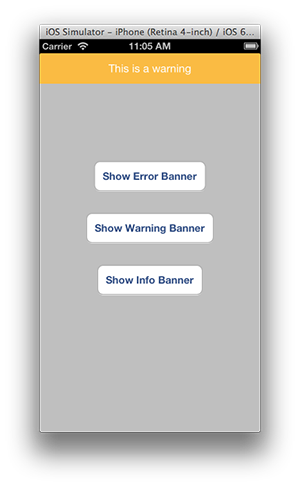 iOS Simulator - iPhone (Retina 4-inch) / iOS 6...
Carrier 11:05 AM
This is a warning
Show Error Banner
Show Warning Banner
Show Info Banner